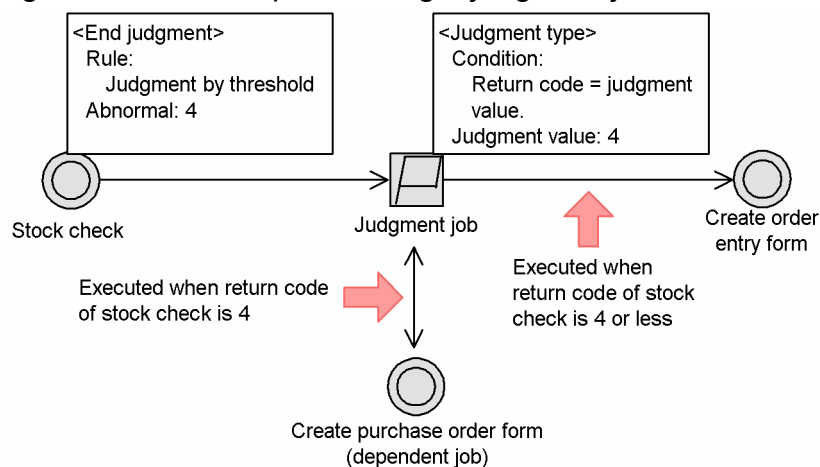 <End judgment>
Rule:
Judgment by threshold
Abnormal: 4
<Judgment type>
Condition:
Return code = judgment
value.
Judgment value: 4
Stock check
Judgment job
Create order
entry form
Executed when return code
of stock check is 4
Executed when
return code of stock
check is 4 or less
Create purchase order form
(dependent job)